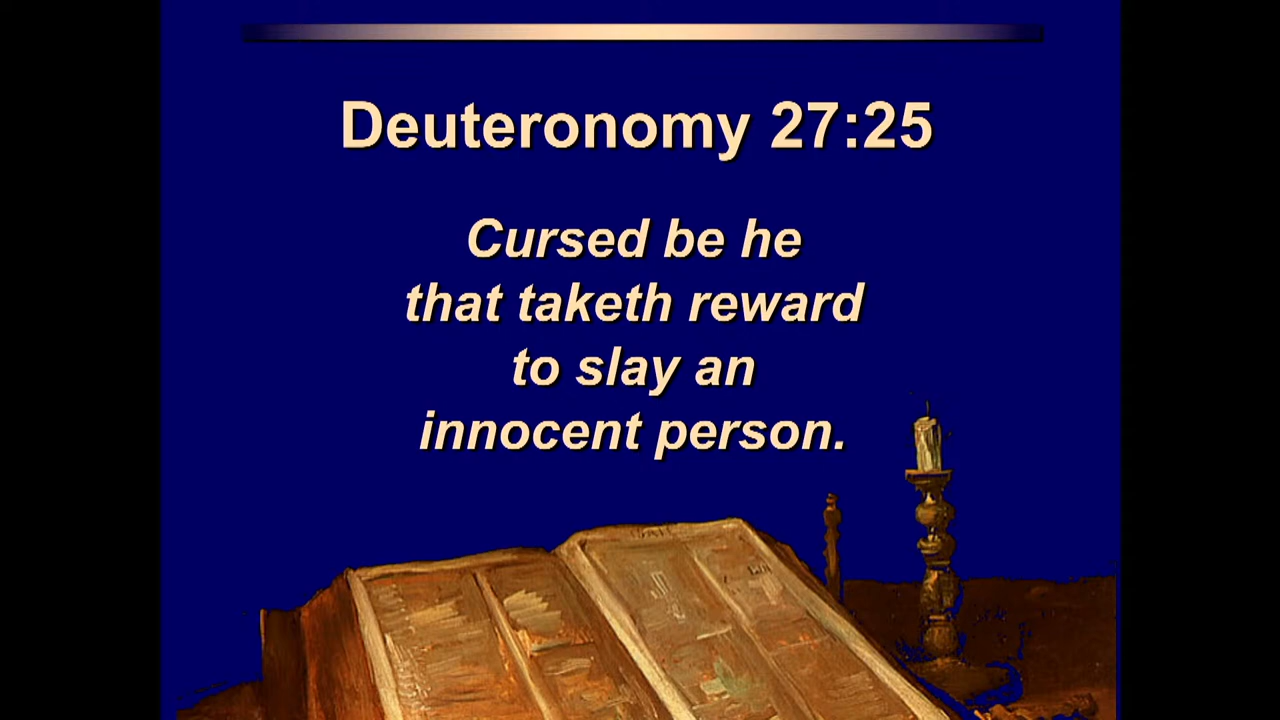 Deuteronomy 27:25
Cursed be he
that taketh reward
to slay an
innocent person.